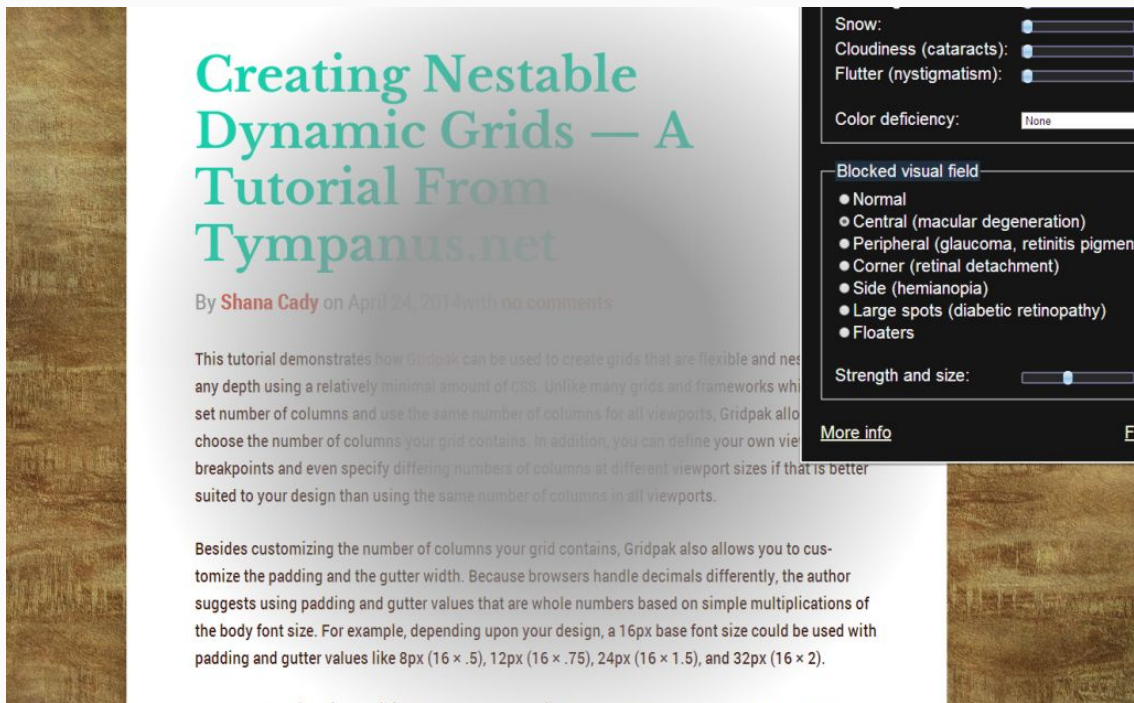 Creating Nestable
Dynamic Grids — A
Tutorial From
Tympanus.net
By Shana Cady on April 24, 2014with no comments
This tutorial demonstrates how Gridpak can be used to create grids that are flexible and nes
any depth using a relatively minimal amount of CSS. Unlike many grids and frameworks whi
set number of columns and use the same number of columns for all viewports, Gridpak allo
choose the number of columns your grid contains. In addition, you can define your own vie
breakpoints and even specify differing numbers of columns at different viewport sizes if that is better
suited to your design than using the same number of columns in all viewports.
Besides customizing the number of columns your grid contains, Gridpak also allows you to cus-
tomize the padding and the gutter width. Because browsers handle decimals differently, the author
suggests using padding and gutter values that are whole numbers based on simple multiplications of
the body font size. For example, depending upon your design, a 16px base font size could be used with
padding and gutter values like 8px (16 × .5), 12px (16 × .75), 24px (16 × 1.5), and 32px (16 × 2).
Snow:
Cloudiness (cataracts):
Flutter (nystigmatism):
Color deficiency: None
Blocked visual field
Normal
Central (macular degeneration)
Peripheral (glaucoma, retinitis pigmen
Corner (retinal detachment)
Side (hemianopia)
Large spots (diabetic retinopathy)
Floaters
Strength and size:
More info F